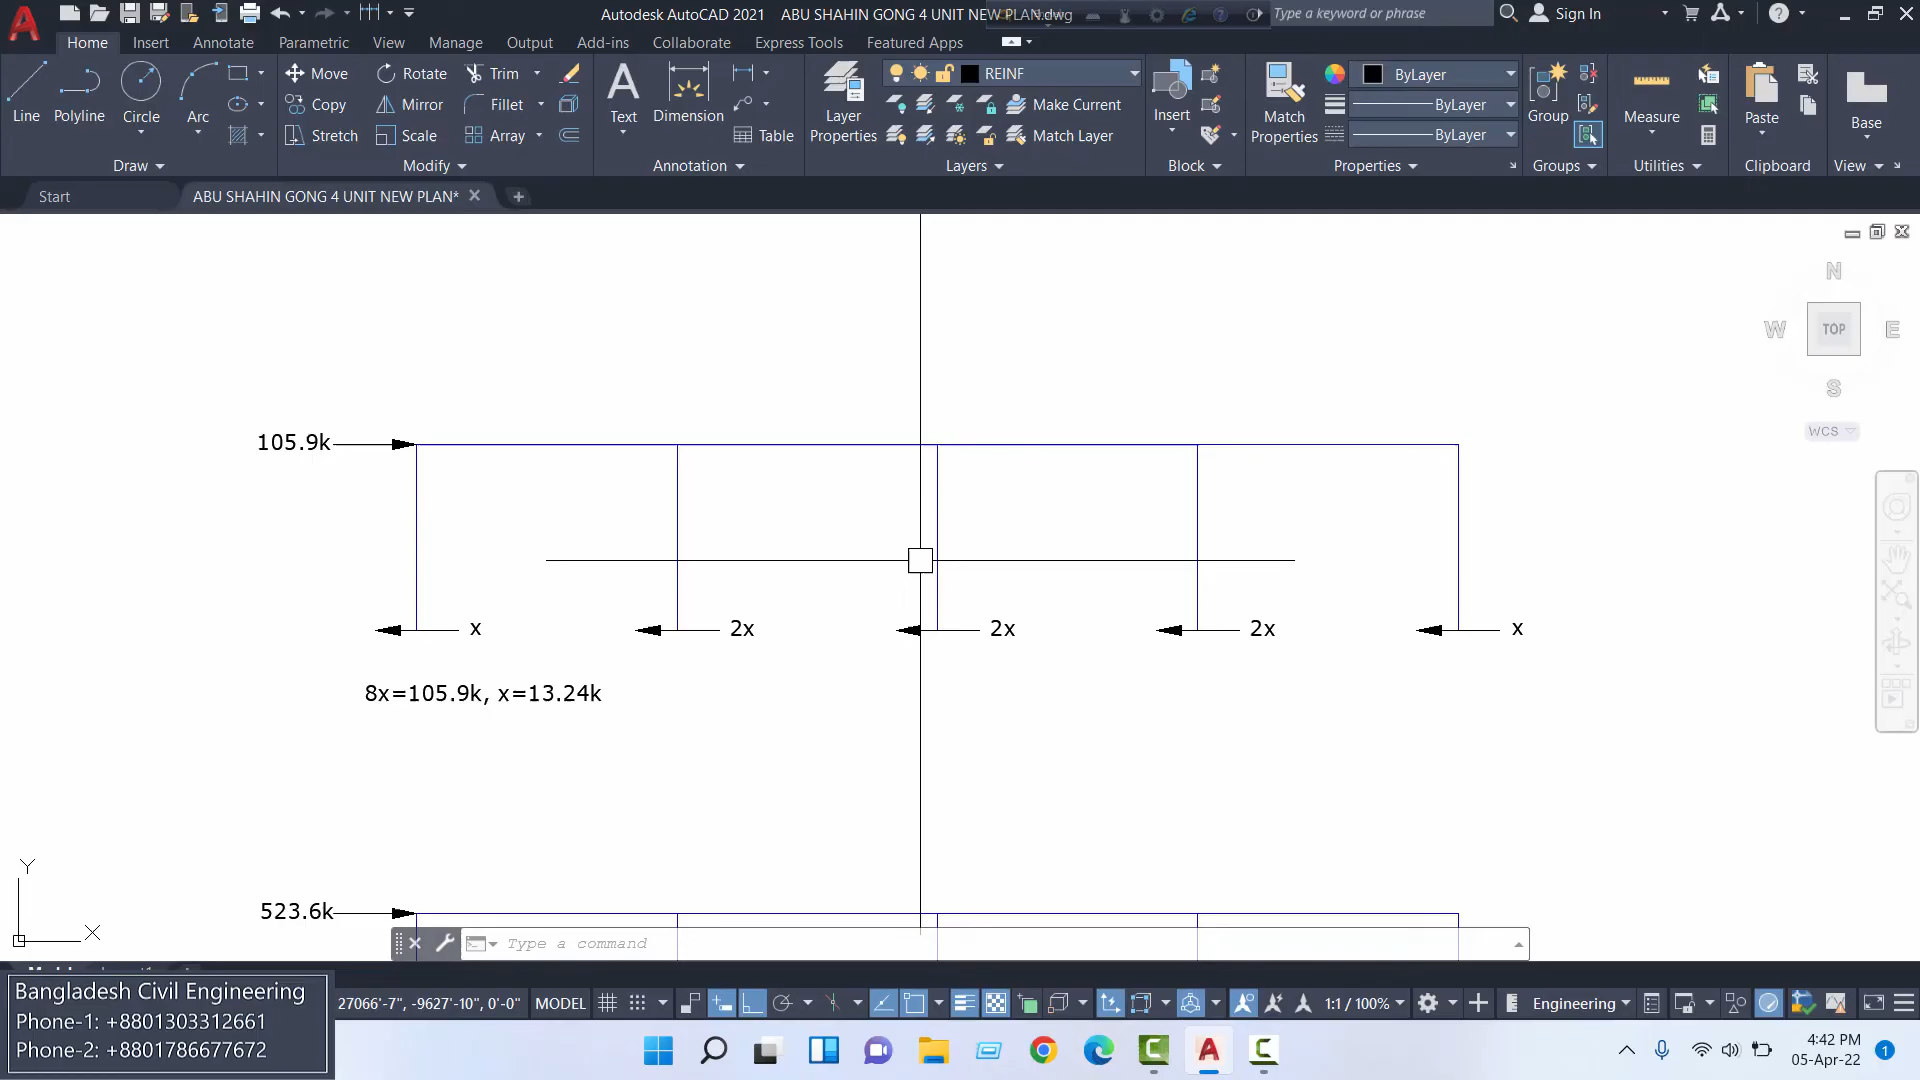 Autodesk AutoCAD 2021 ABU SHAHIN GONG 4 UNIT NEW PLAN.dwg
Type a keyword or phrase
Sign In
Home Insert Annotate Parametric View Manage Output Add-ins Collaborate Express Tools Featured Apps
Line Polyline Circle Arc
Move Rotate Trim
Copy Mirror Fillet
Stretch Scale Array
Text Dimension Table
Layer Properties
REINF
Make Current
Match Layer
Insert
Match Properties
ByLayer
ByLayer
ByLayer
Group
Measure
Paste
Base
Draw Modify Annotation Layers Block Properties Groups Utilities Clipboard View
Start ABU SHAHIN GONG 4 UNIT NEW PLAN*
N
W TOP E
S
WCS
105.9k
x 2x 2x 2x x
8x=105.9k, x=13.24k
523.6k
Y
X
Type a command
Bangladesh Civil Engineering
Phone-1: +8801303312661
Phone-2: +8801786677672
27066'-7", -9627'-10", 0'-0" MODEL 1:1 / 100% Engineering
4:42 PM
05-Apr-22
1